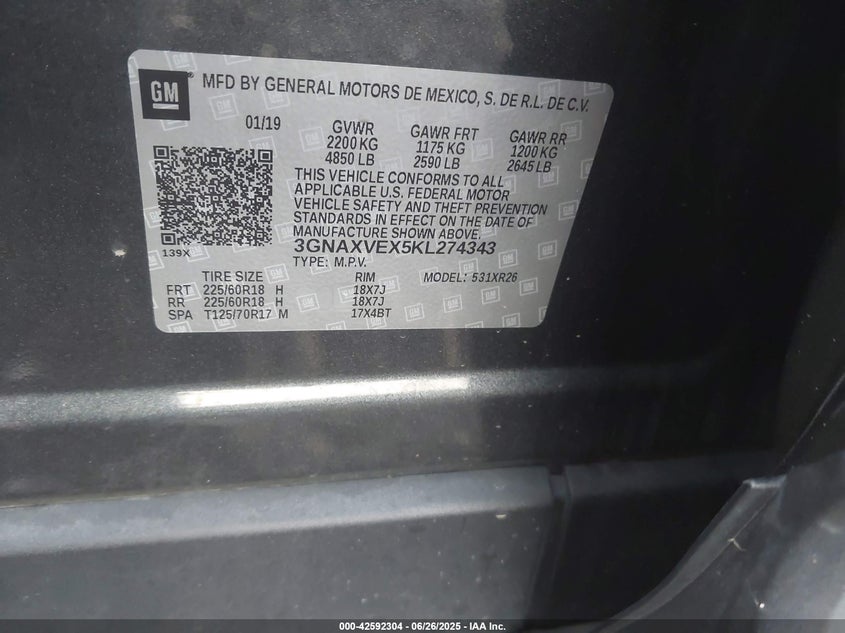 GM
MFD BY GENERAL MOTORS DE MEXICO, S. DE R.L. DE C.V.
01/19 GVWR GAWR FRT GAWR RR
2200 KG 1175 KG 1200 KG
4850 LB 2590 LB 2645 LB
THIS VEHICLE CONFORMS TO ALL
APPLICABLE U.S. FEDERAL MOTOR
VEHICLE SAFETY AND THEFT PREVENTION
STANDARDS IN EFFECT ON THE DATE OF
MANUFACTURE SHOWN ABOVE.
139X
3GNAXVEX5KL274343
TYPE: M.P.V. MODEL: 531XR26
TIRE SIZE RIM
FRT 225/60R18 H 18X7J
RR 225/60R18 H 18X7J
SPA T125/70R17 M 17X4BT
000-42592304 | 06/26/2025 - IAA Inc.